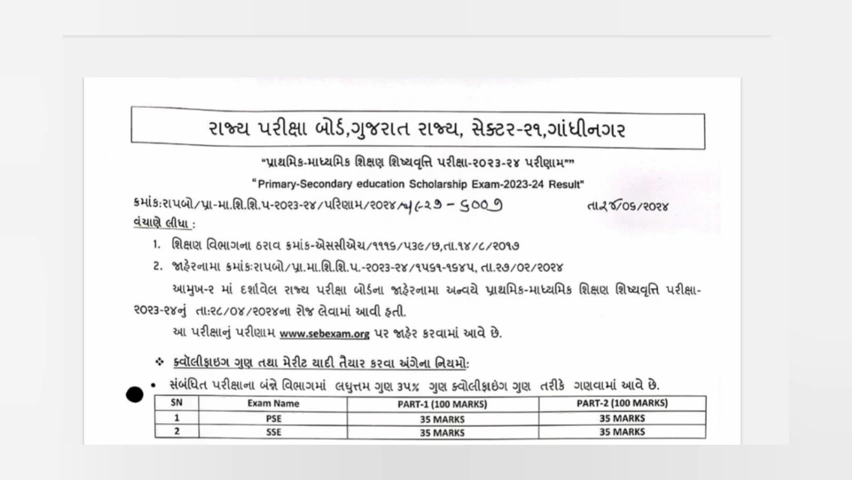 રાજ્ય પરીક્ષા બોર્ડ,ગુજરાત રાજ્ય, સેક્ટર-૨૧,ગાંધીનગર
"પ્રાથમિક-માધ્યમિક શિક્ષણ શિષ્યવૃત્તિ પરીક્ષા-૨૦૨૩-૨૪ પરીણામ""
"Primary-Secondary education Scholarship Exam-2023-24 Result"
ક્રમાંક:રાપબો/પ્રા-મા.શિ.શિ.પ-૨૦૨૩-૨૪/પરિણામ/૨૦૨૪/૫૮૨૭ - ૬૦૦૭ તા૨૪/૦૬/૨૦૨૪
વંચાણે લીધા :
1. શિક્ષણ વિભાગના ઠરાવ ક્રમાંક-એસસીએચ/૧૧૧૬/૫૩૯/છ,તા.૧૪/૮/૨૦૧૭
2. જાહેરનામા ક્રમાંક:રાપબો/પ્રા.મા.શિ.શિ.પ.-૨૦૨૩-૨૪/૧૫૬૧-૧૬૪૫, તા.૨૭/૦૨/૨૦૨૪
આમુખ-૨ માં દર્શાવેલ રાજ્ય પરીક્ષા બોર્ડના જાહેરનામા અન્વયે પ્રાથમિક-માધ્યમિક શિક્ષણ શિષ્યવૃત્તિ પરીક્ષા-
૨૦૨૩-૨૪નું તા:૨૮/૦૪/૨૦૨૪ના રોજ લેવામાં આવી હતી.
આ પરીક્ષાનું પરીણામ www.sebexam.org પર જાહેર કરવામાં આવે છે.
❖ ક્વૉલીફાઇંગ ગુણ તથા મેરીટ યાદી તૈયાર કરવા અંગેના નિયમો:
• સંબંધિત પરીક્ષાના બંન્ને વિભાગમાં લઘુત્તમ ગુણ ૩૫% ગુણ ક્વોલીફાઇંગ ગુણ તરીકે ગણવામાં આવે છે.
SN Exam Name PART-1 (100 MARKS) PART-2 (100 MARKS)
1 PSE 35 MARKS 35 MARKS
2 SSE 35 MARKS 35 MARKS